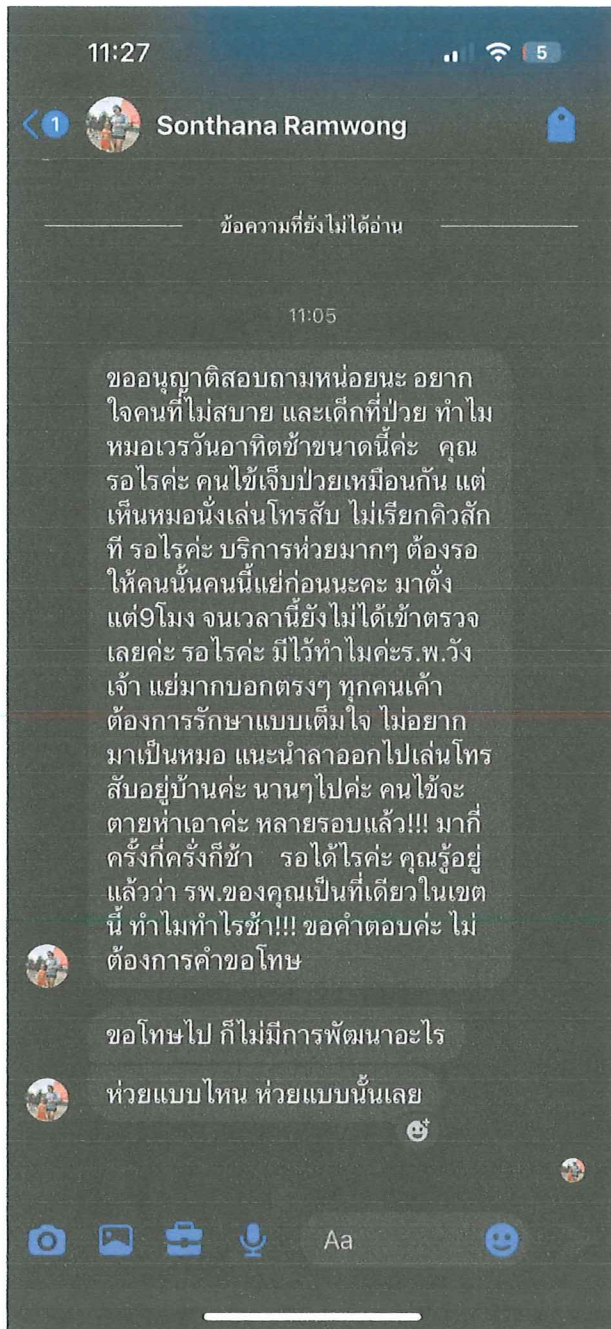 11:27
5
1
Sonthana Ramwong
ข้อความที่ยังไม่ได้อ่าน
11:05
ขออนุญาติสอบถามหน่อยนะ อยาก
ใจคนที่ไม่สบาย และเด็กที่ป่วย ทำไม
หมอเวรวันอาทิตช้าขนาดนี้ค่ะ คุณ
รอไรค่ะ คนไข้เจ็บป่วยเหมือนกัน แต่
เห็นหมอนั่งเล่นโทรสับ ไม่เรียกคิวสัก
ที รอไรค่ะ บริการห่วยมากๆ ต้องรอ
ให้คนนั้นคนนี้แย่ก่อนนะคะ มาตั่ง
แต่9โมง จนเวลานี้ยังไม่ได้เข้าตรวจ
เลยค่ะ รอไรค่ะ มีไว้ทำไมค่ะร.พ.วัง
เจ้า แย่มากบอกตรงๆ ทุกคนเค้า
ต้องการรักษาแบบเต็มใจ ไม่อยาก
มาเป็นหมอ แนะนำลาออกไปเล่นโทร
สับอยู่บ้านค่ะ นานๆไปค่ะ คนไข้จะ
ตายห่าเอาค่ะ หลายรอบแล้ว!!! มากี่
ครั้งกี่ครั่งก็ช้า รอได้ไรค่ะ คุณรู้อยู่
แล้วว่า รพ.ของคุณเป็นที่เดียวในเขต
นี้ ทำไมทำไรช้า!!! ขอคำตอบค่ะ ไม่
ต้องการคำขอโทษ
ขอโทษไป ก็ไม่มีการพัฒนาอะไร
ห่วยแบบไหน ห่วยแบบนั้นเลย
Aa